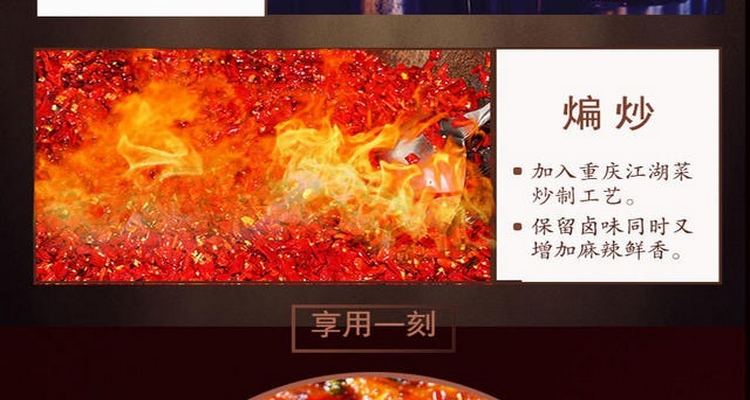 煸炒
加入重庆江湖菜
炒制工艺。
保留卤味同时又
增加麻辣鲜香。
享用一刻